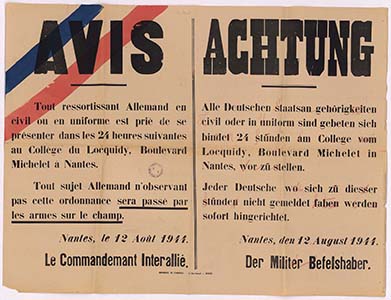 AVIS
Tout ressortissant Allemand en
civil ou en uniforme est prié de se
présenter dans les 24 heures suivantes
au Collège du Locquidy, Boulevard
Michelet à Nantes.
Tout sujet Allemand n'observant
pas cette ordonnance sera passé par
les armes sur le champ.
Nantes, le 12 Août 1944.
Le Commandement Interallié.
ACHTUNG
Alle Deutschen staatsan gehörigkeiten
civil oder in uniform sind gebeten sich
bindet 24 stünden am College vom
Locquidy, Boulevard Michelet in
Nantes, wor zü stellen.
Jeder Deutsche wo sich zü diesser
stünden nicht gemeldet faben werden
sofort hingerichtet.
Nantes, den 12 August 1944.
Der Militer Befelshaber.